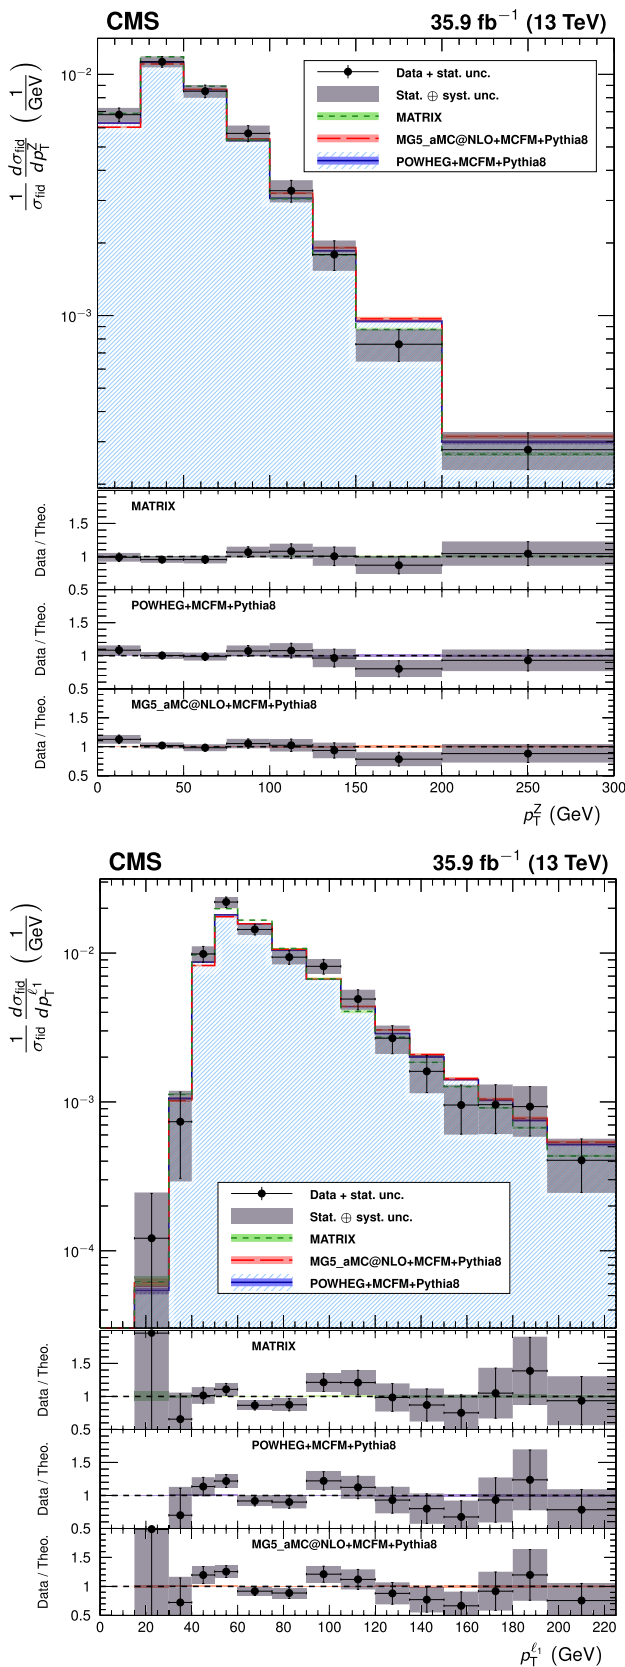 CMS 35.9 fb⁻¹ (13 TeV)
1/σ_fid dσ_fid/dp_T^Z (1/GeV)
10⁻²
10⁻³
Data + stat. unc.
Stat. ⊕ syst. unc.
MATRIX
MG5_aMC@NLO+MCFM+Pythia8
POWHEG+MCFM+Pythia8
MATRIX
Data / Theo.
1.5
1
0.5
POWHEG+MCFM+Pythia8
Data / Theo.
1.5
1
0.5
MG5_aMC@NLO+MCFM+Pythia8
Data / Theo.
1.5
1
0.5
0 50 100 150 200 250 300
p_T^Z (GeV)
CMS 35.9 fb⁻¹ (13 TeV)
1/σ_fid dσ_fid/dp_T^ℓ₁ (1/GeV)
10⁻²
10⁻³
10⁻⁴
Data + stat. unc.
Stat. ⊕ syst. unc.
MATRIX
MG5_aMC@NLO+MCFM+Pythia8
POWHEG+MCFM+Pythia8
MATRIX
Data / Theo.
1.5
1
0.5
POWHEG+MCFM+Pythia8
Data / Theo.
1.5
1
0.5
MG5_aMC@NLO+MCFM+Pythia8
Data / Theo.
1.5
1
0.5
0 20 40 60 80 100 120 140 160 180 200 220
p_T^ℓ₁ (GeV)